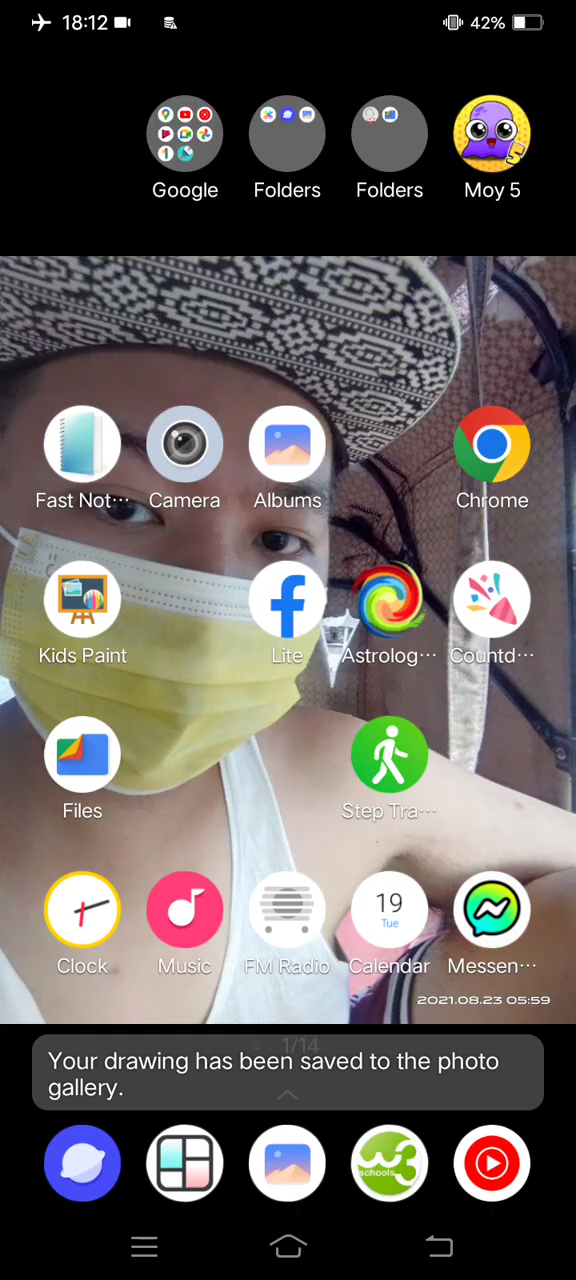 18:12 42%
Google Folders Folders Moy 5
Fast Not··· Camera Albums Chrome
Kids Paint Lite Astrolog··· Countd···
Files Step Tra···
19
Tue
Clock Music FM Radio Calendar Messen···
2021.08.23 05:59
1/14
Your drawing has been saved to the photo
gallery.
w3
schools